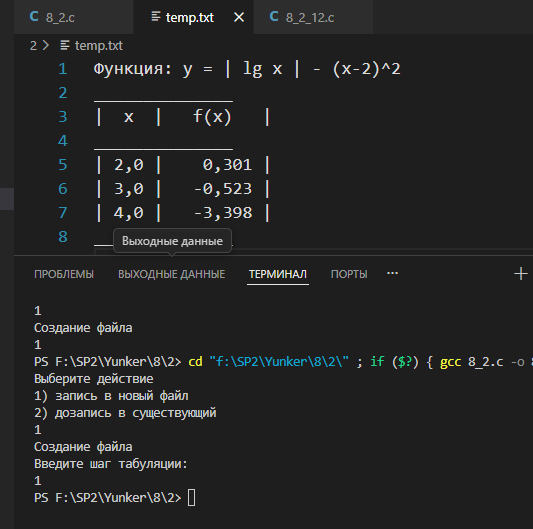 C 8_2.c
temp.txt
C 8_2_12.c
2 > temp.txt
1 Функция: y = | lg x | - (x-2)^2
2 ______________
3 | x | f(x) |
4 ______________
5 | 2,0 | 0,301 |
6 | 3,0 | -0,523 |
7 | 4,0 | -3,398 |
8
Выходные данные
ПРОБЛЕМЫ ВЫХОДНЫЕ ДАННЫЕ ТЕРМИНАЛ ПОРТЫ ···
1
Создание файла
1
PS F:\SP2\Yunker\8\2> cd "f:\SP2\Yunker\8\2\" ; if ($?) { gcc 8_2.c -o 8
Выберите действие
1) запись в новый файл
2) дозапись в существующий
1
Создание файла
Введите шаг табуляции:
1
PS F:\SP2\Yunker\8\2>